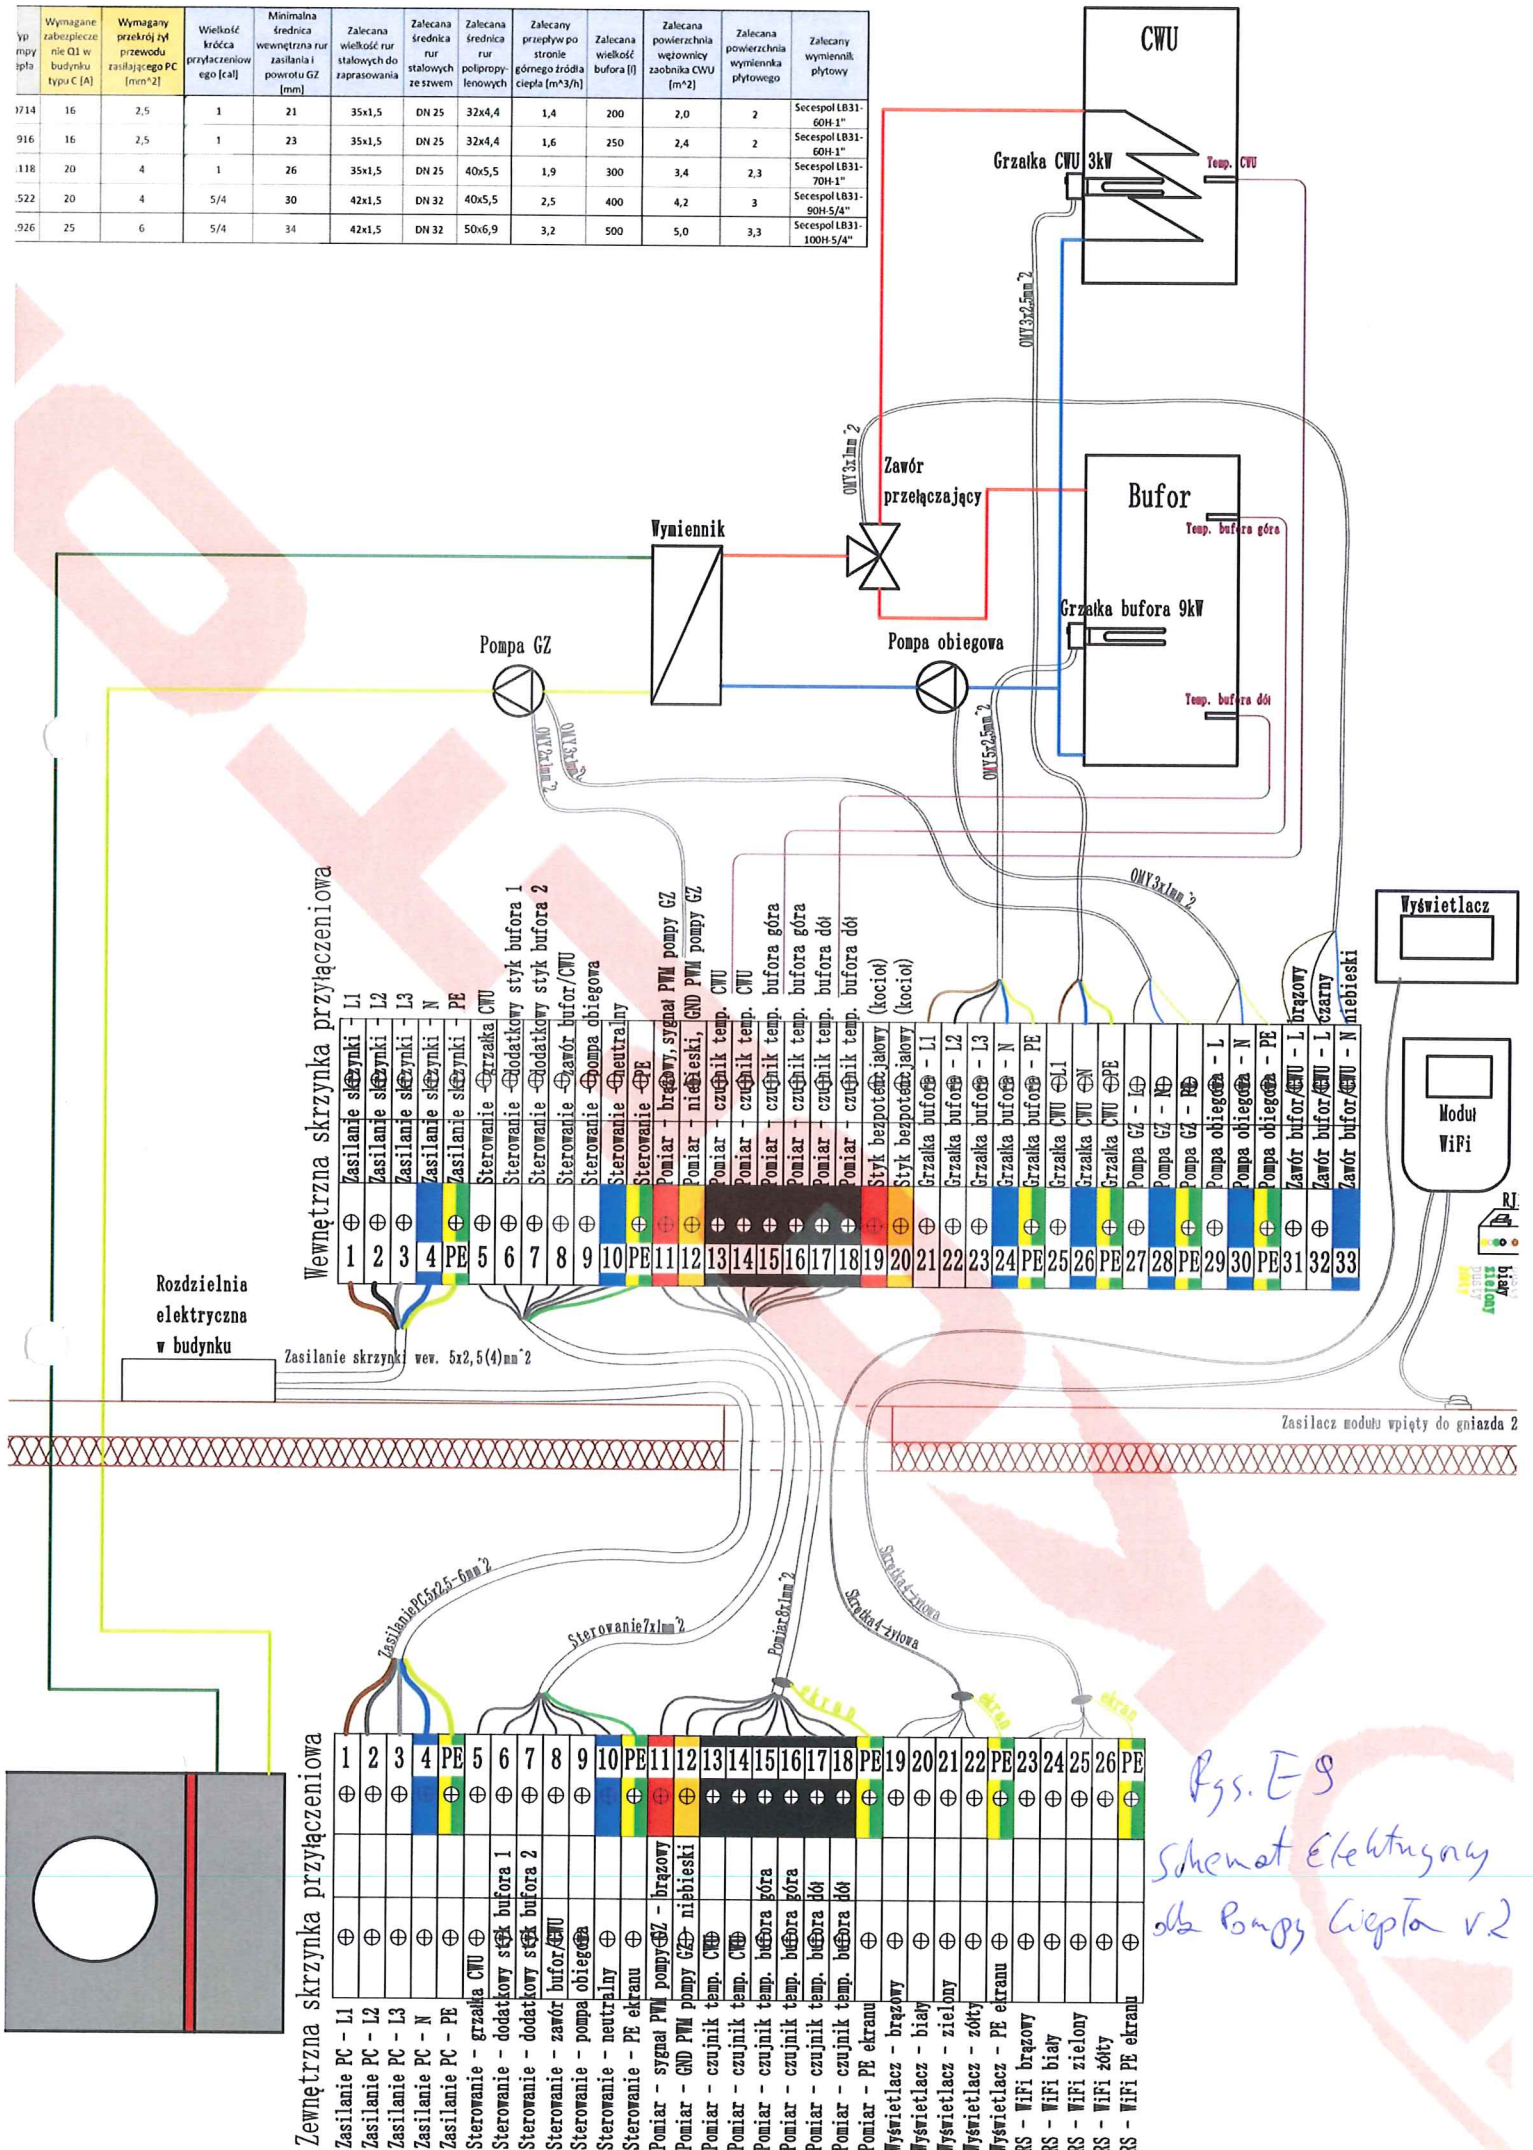 Wymagane zabezpiecze nie Q1 w budynku typu C [A]
Wymagany przekrój żył przewodu zasilającego PC [mm^2]
Wielkość króćca przyłączeniow ego [cal]
Minimalna średnica wewnętrzna rur zasilania i powrotu GZ [mm]
Zalecana wielkość rur stalowych do zaprasowania
Zalecana średnica rur stalowych ze szwem
Zalecana średnica rur polipropy- lenowych
Zalecany przepływ po stronie górnego źródła ciepła [m^3/h]
Zalecana wielkość bufora [l]
Zalecana powierzchnia wężownicy zaobnika CWU [m^2]
Zalecana powierzchnia wymiennka płytowego
Zalecany wymiennik płytowy
0714 16 2,5 1 21 35x1,5 DN 25 32x4,4 1,4 200 2,0 2 Secespol LB31-60H-1"
916 16 2,5 1 23 35x1,5 DN 25 32x4,4 1,6 250 2,4 2 Secespol LB31-60H-1"
118 20 4 1 26 35x1,5 DN 25 40x5,5 1,9 300 3,4 2,3 Secespol LB31-70H-1"
.522 20 4 5/4 30 42x1,5 DN 32 40x5,5 2,5 400 4,2 3 Secespol LB31-90H-5/4"
.926 25 6 5/4 34 42x1,5 DN 32 50x6,9 3,2 500 5,0 3,3 Secespol LB31-100H-5/4"
CWU
Grzałka CWU 3kW
Temp. CWU
OMY3x2,5mm^2
OMY3x1mm^2
Zawór
przełączający
Bufor
Temp. bufora góra
Wymiennik
Grzałka bufora 9kW
Pompa GZ
Pompa obiegowa
Temp. bufora dół
OMY2x1mm^2
OMY3x1mm^2
OMY5x2,5mm^2
OMY3x1mm^2
Wyświetlacz
Moduł
WiFi
RJ
biały
zielony
pusty
żółty
Wewnętrzna skrzynka przyłączeniowa
Zasilanie skrzynki - L1
Zasilanie skrzynki - L2
Zasilanie skrzynki - L3
Zasilanie skrzynki - N
Zasilanie skrzynki - PE
Sterowanie - grzałka CWU
Sterowanie - dodatkowy styk bufora 1
Sterowanie - dodatkowy styk bufora 2
Sterowanie - zawór bufor/CWU
Sterowanie - pompa obiegowa
Sterowanie - neutralny
Sterowanie - PE
Pomiar - brązowy, sygnał PWM pompy GZ
Pomiar - niebieski, GND PWM pompy GZ
Pomiar - czujnik temp. CWU
Pomiar - czujnik temp. CWU
Pomiar - czujnik temp. bufora góra
Pomiar - czujnik temp. bufora góra
Pomiar - czujnik temp. bufora dół
Pomiar - czujnik temp. bufora dół
Styk bezpotencjałowy (kocioł)
Styk bezpotencjałowy (kocioł)
Grzałka bufora - L1
Grzałka bufora - L2
Grzałka bufora - L3
Grzałka bufora - N
Grzałka bufora - PE
Grzałka CWU - L1
Grzałka CWU - N
Grzałka CWU - PE
Pompa GZ - L
Pompa GZ - N
Pompa GZ - PE
Pompa obiegowa - L
Pompa obiegowa - N
Pompa obiegowa - PE
Zawór bufor/CWU - L brązowy
Zawór bufor/CWU - L czarny
Zawór bufor/CWU - N niebieski
1 2 3 4 PE 5 6 7 8 9 10 PE 11 12 13 14 15 16 17 18 19 20 21 22 23 24 PE 25 26 PE 27 28 PE 29 30 PE 31 32 33
Rozdzielnia
elektryczna
w budynku
Zasilanie skrzynki wew. 5x2,5(4)mm^2
Zasilacz modułu wpięty do gniazda 2
ZasilaniePC5x2,5-6mm^2
Sterowanie7x1mm^2
Pomiar8x1mm^2
Skrętka4-żyłowa
Skrętka4-żyłowa
ekran
ekran
ekran
Zewnętrzna skrzynka przyłączeniowa
1 2 3 4 PE 5 6 7 8 9 10 PE 11 12 13 14 15 16 17 18 PE 19 20 21 22 PE 23 24 25 26 PE
Zasilanie PC - L1
Zasilanie PC - L2
Zasilanie PC - L3
Zasilanie PC - N
Zasilanie PC - PE
Sterowanie - grzałka CWU
Sterowanie - dodatkowy styk bufora 1
Sterowanie - dodatkowy styk bufora 2
Sterowanie - zawór bufor/CWU
Sterowanie - pompa obiegowa
Sterowanie - neutralny
Sterowanie - PE ekranu
Pomiar - sygnał PWM pompy GZ - brązowy
Pomiar - GND PWM pompy GZ - niebieski
Pomiar - czujnik temp. CWU
Pomiar - czujnik temp. CWU
Pomiar - czujnik temp. bufora góra
Pomiar - czujnik temp. bufora góra
Pomiar - czujnik temp. bufora dół
Pomiar - czujnik temp. bufora dół
Pomiar - PE ekranu
Wyświetlacz - brązowy
Wyświetlacz - biały
Wyświetlacz - zielony
Wyświetlacz - żółty
Wyświetlacz - PE ekranu
RS - WiFi brązowy
RS - WiFi biały
RS - WiFi zielony
RS - WiFi żółty
RS - WiFi PE ekranu
Rys. E9
Schemat Elektryczny
dla Pompy Ciepła v.2